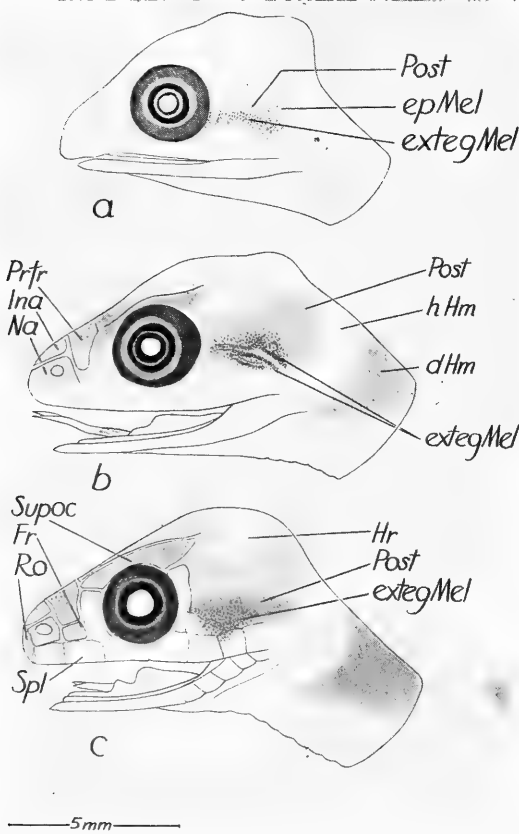 Post
epMel
extegMel
a
Prfr
Ina
Na
Post
hHm
dHm
extegMel
b
Supoc
Fr
Ro
Hr
Post
extegMel
Spl
c
5mm